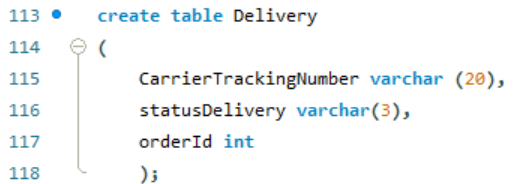 113 create table Delivery
114 (
115 CarrierTrackingNumber varchar (20),
116 statusDelivery varchar(3),
117 orderId int
118 );